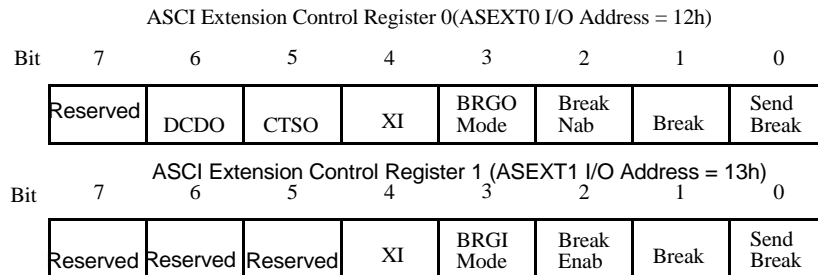 ASCI Extension Control Register 0(ASEXT0 I/O Address = 12h)
Bit 7 6 5 4 3 2 1 0
Reserved DCDO CTSO XI BRGO Mode Break Nab Break Send Break
ASCI Extension Control Register 1 (ASEXT1 I/O Address = 13h)
Bit 7 6 5 4 3 2 1 0
Reserved Reserved Reserved XI BRGI Mode Break Enab Break Send Break